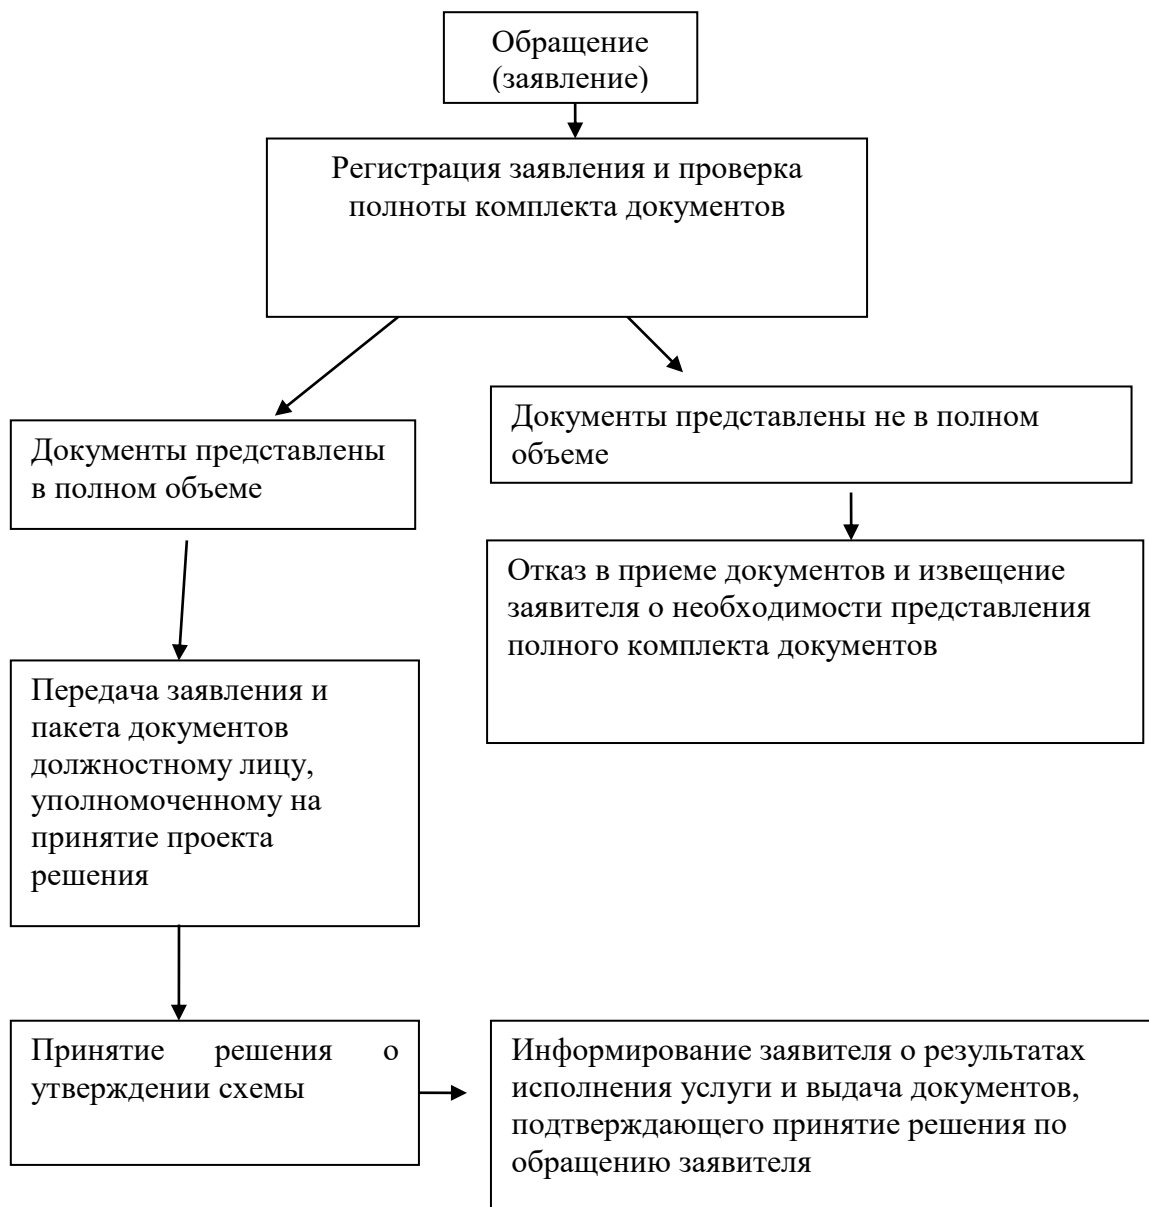 Обращение
(заявление)
Регистрация заявления и проверка
полноты комплекта документов
Документы представлены не в полном
объеме
Документы представлены
в полном объеме
Отказ в приеме документов и извещение
заявителя о необходимости представления
полного комплекта документов
Передача заявления и
пакета документов
должностному лицу,
уполномоченному на
принятие проекта
решения
Принятие решения о
утверждении схемы
Информирование заявителя о результатах
исполнения услуги и выдача документов,
подтверждающего принятие решения по
обращению заявителя